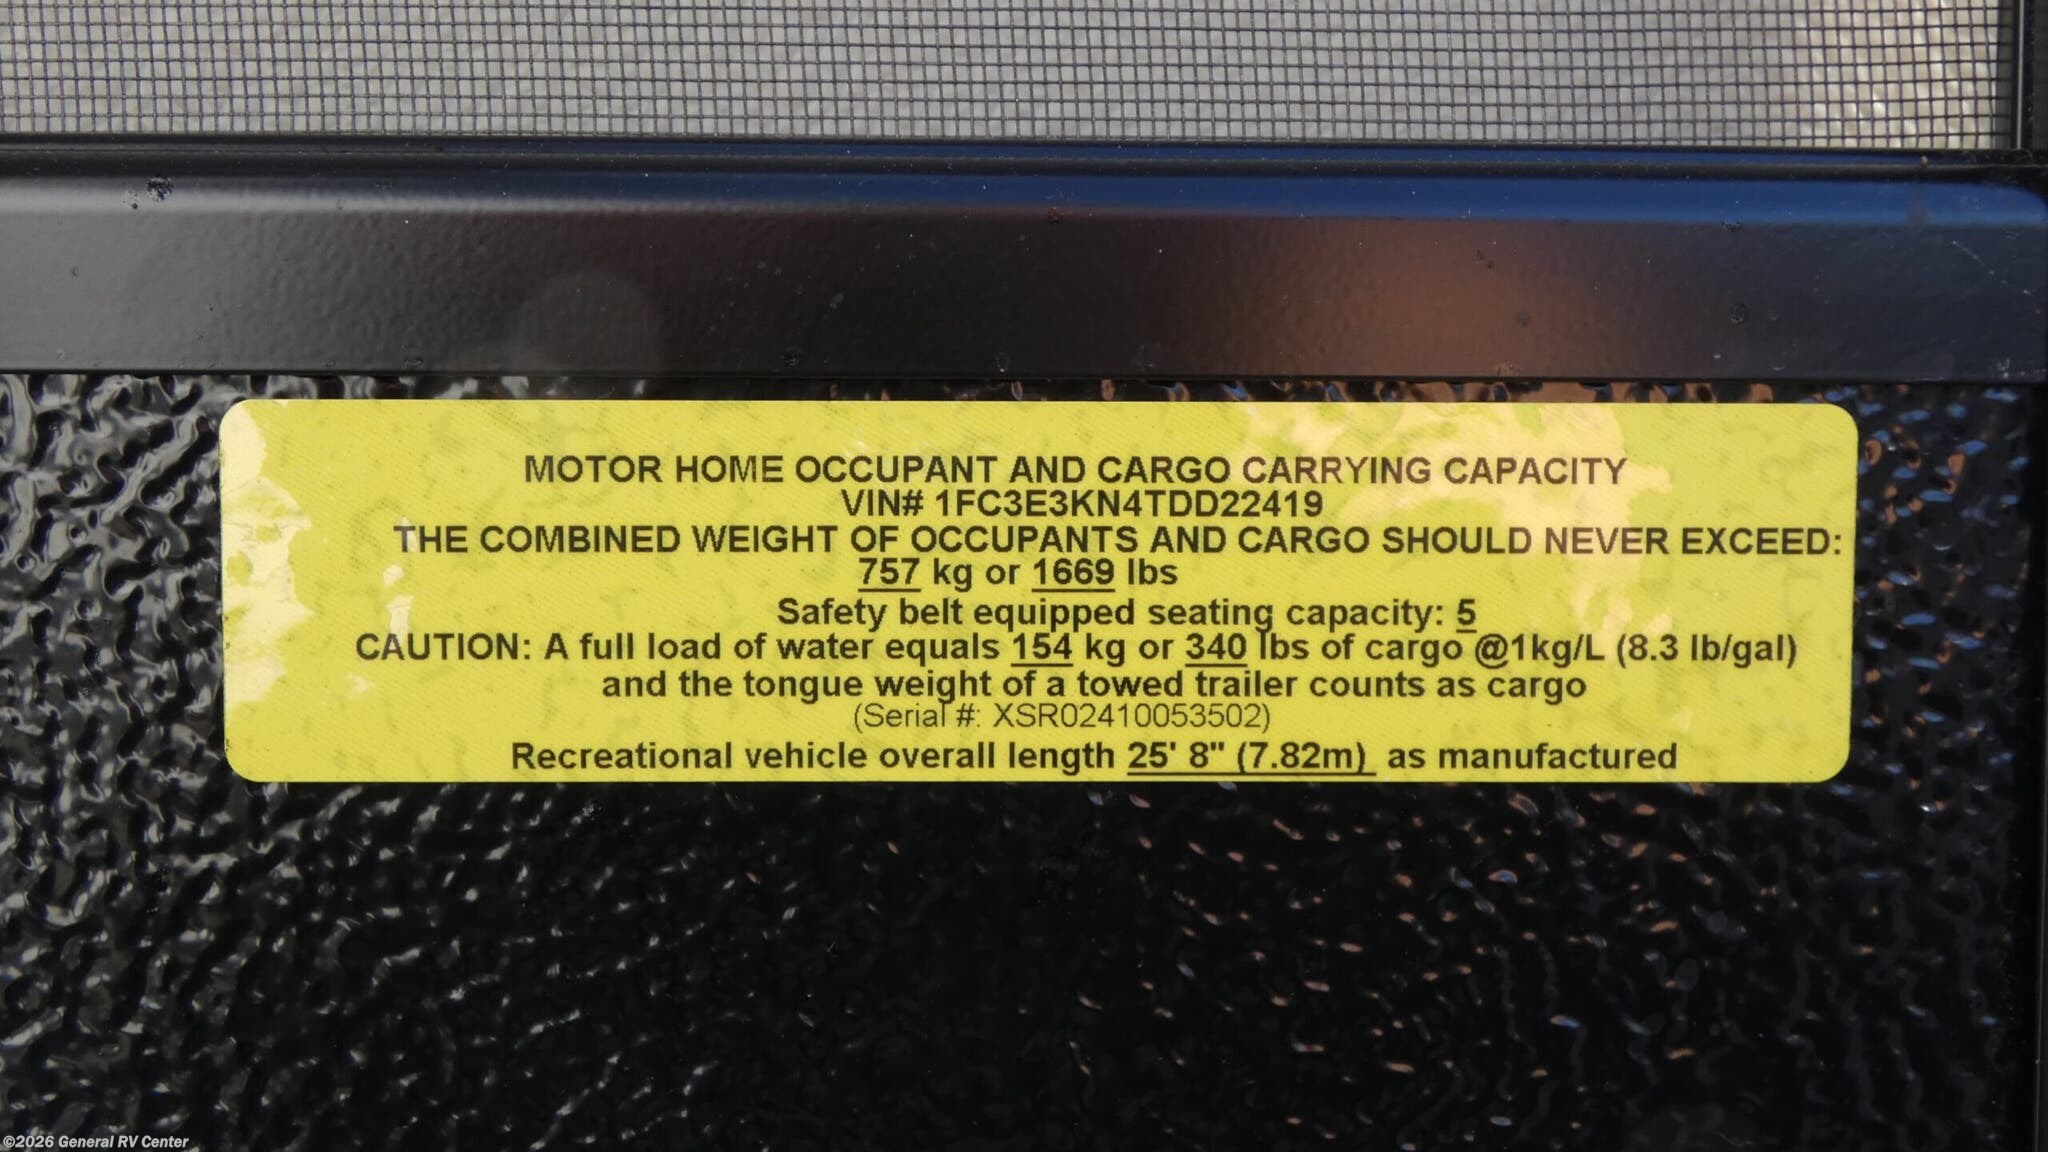 MOTOR HOME OCCUPANT AND CARGO CARRYING CAPACITY
VIN# 1FC3E3KN4TDD22419
THE COMBINED WEIGHT OF OCCUPANTS AND CARGO SHOULD NEVER EXCEED:
757 kg or 1669 lbs
Safety belt equipped seating capacity: 5
CAUTION: A full load of water equals 154 kg or 340 lbs of cargo @1kg/L (8.3 lb/gal)
and the tongue weight of a towed trailer counts as cargo
(Serial #: XSR02410053502)
Recreational vehicle overall length 25' 8" (7.82m) as manufactured
©2026 General RV Center